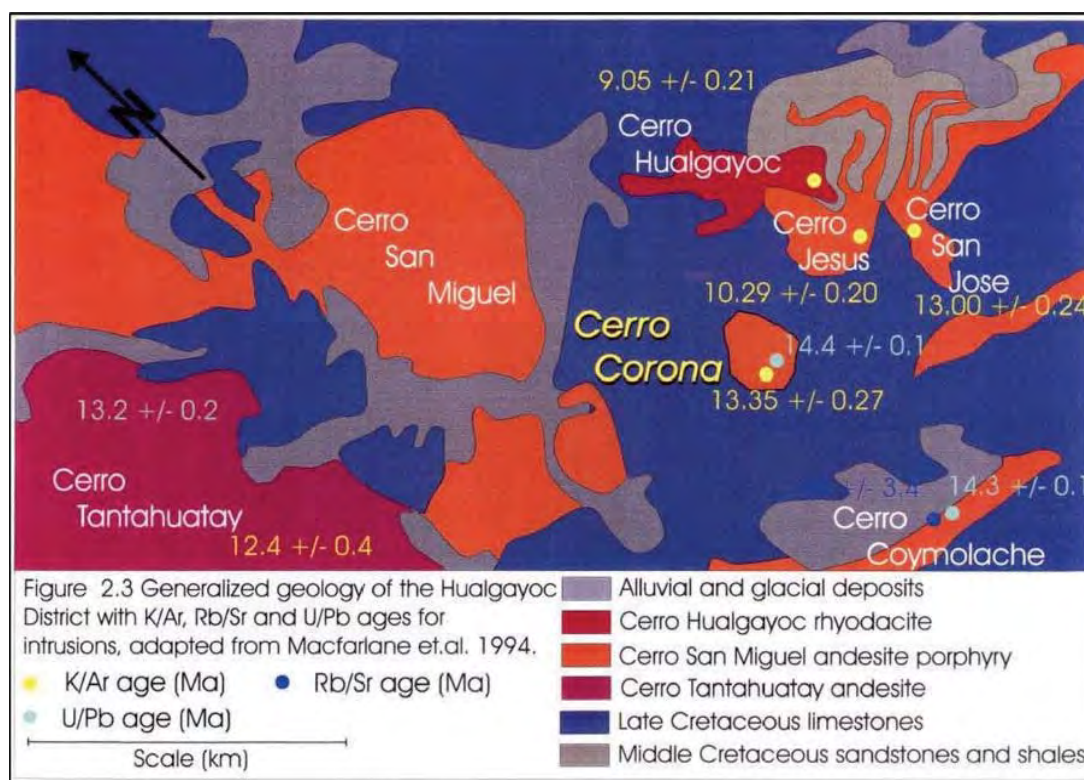 N
9.05 +/- 0.21
Cerro
Hualgayoc
Cerro
San
Miguel
Cerro
Jesus
Cerro
San
Jose
10.29 +/- 0.20
13.00 +/- 0.24
Cerro
Corona
14.4 +/- 0.1
13.35 +/- 0.27
13.2 +/- 0.2
Cerro
Tantahuatay
12.4 +/- 0.4
+/- 3.4
14.3 +/- 0.1
Cerro
Coymolache
Figure 2.3 Generalized geology of the Hualgayoc
District with K/Ar, Rb/Sr and U/Pb ages for
intrusions, adapted from Macfarlane et.al. 1994.
K/Ar age (Ma)
Rb/Sr age (Ma)
U/Pb age (Ma)
Scale (km)
Alluvial and glacial deposits
Cerro Hualgayoc rhyodacite
Cerro San Miguel andesite porphyry
Cerro Tantahuatay andesite
Late Cretaceous limestones
Middle Cretaceous sandstones and shales